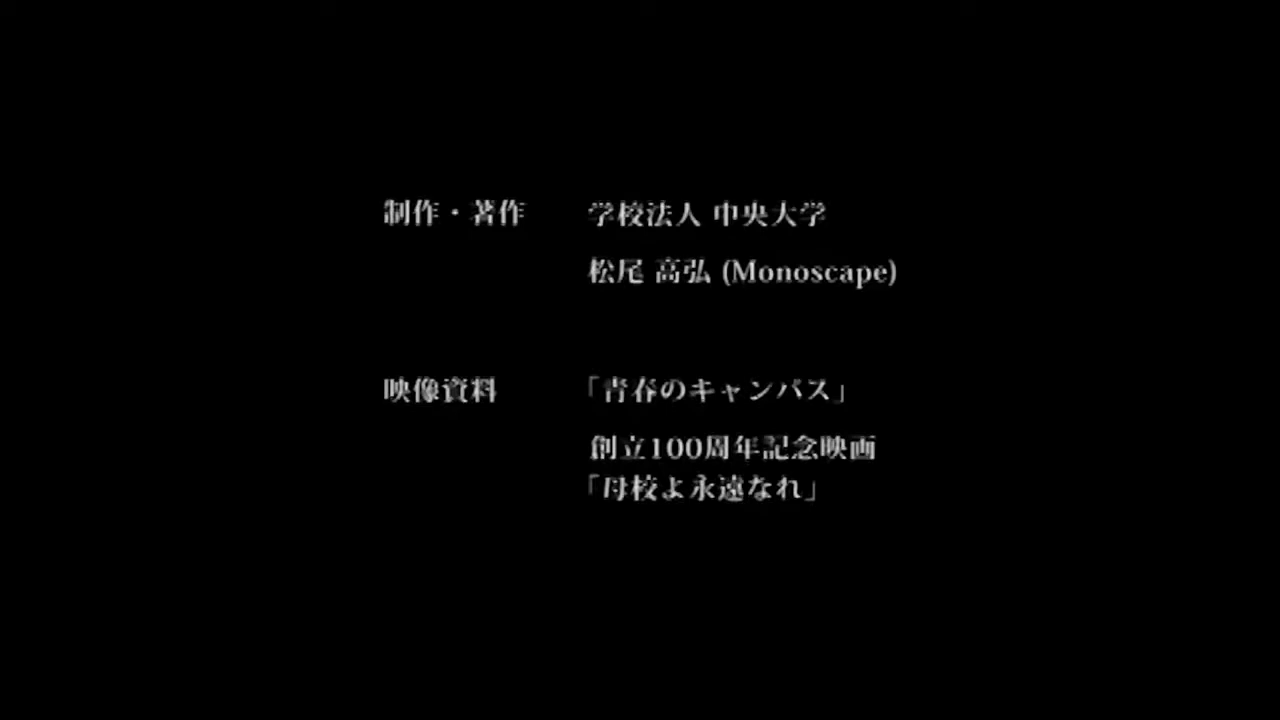 制作・著作 学校法人 中央大学
松尾 高弘 (Monoscape)
映像資料 「青春のキャンパス」
創立100周年記念映画
「母校よ永遠なれ」